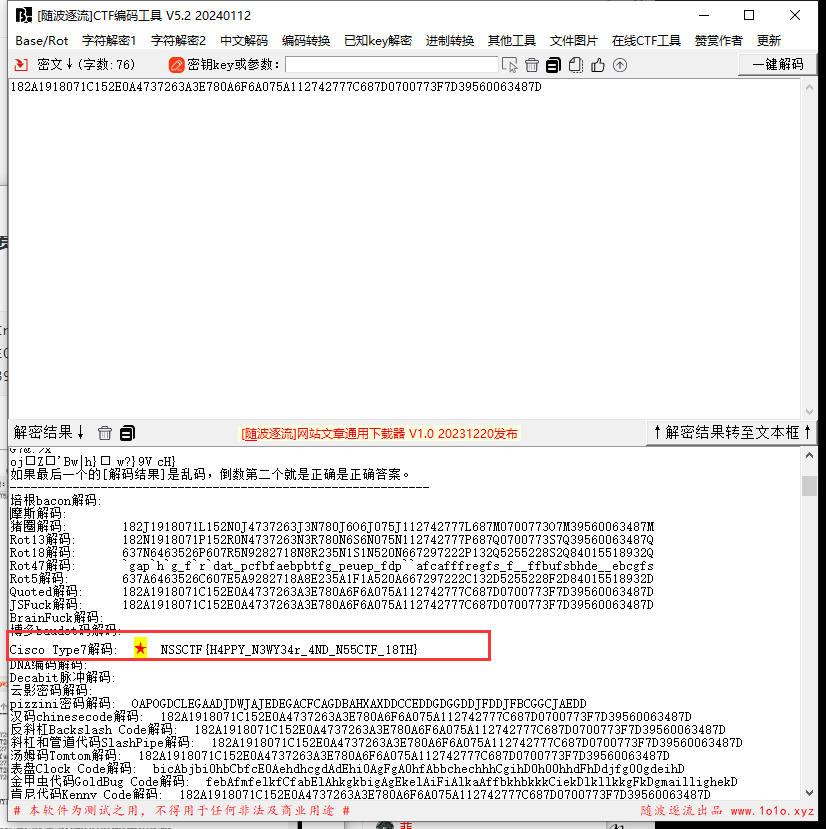 [随波逐流]CTF编码工具 V5.2 20240112
Base/Rot 字符解密1 字符解密2 中文解码 编码转换 已知key解密 进制转换 其他工具 文件图片 在线CTF工具 赞赏作者 更新
密文↓(字数:76) 密钥key或参数: 一键解码
182A1918071C152E0A4737263A3E780A6F6A075A112742777C687D0700773F7D39560063487D
解密结果↓ [随波逐流]网站文章通用下载器 V1.0 20231220发布 ↑解密结果转至文本框↑
如果最后一个的[解码结果]是乱码，倒数第二个就是正确是正确答案。
------------------------------------------------------------
培根bacon解码:
摩斯解码:
猪圈解码: 182J1918071L152N0J4737263J3N780J6O6J075J112742777L687M0700773O7M39560063487M
Rot13解码: 182N1918071P152R0N4737263N3R780N6S6N075N112742777P687Q0700773S7Q39560063487Q
Rot18解码: 637N6463526P607R5N9282718N8R235N1S1N520N667297222P132Q5255228S2Q84015518932Q
Rot47解码: `gap`h`g_f`r`dat_pcfbfaebpbtfg_peuep_fdp``afcafffregfs_f__ffbufsbhde__ebcgfs
Rot5解码: 637A6463526C607E5A9282718A8E235A1F1A520A667297222C132D5255228F2D84015518932D
Quoted解码: 182A1918071C152E0A4737263A3E780A6F6A075A112742777C687D0700773F7D39560063487D
JSFuck解码: 182A1918071C152E0A4737263A3E780A6F6A075A112742777C687D0700773F7D39560063487D
BrainFuck解码:
博多baudot码解码:
Cisco Type7解码: ★ NSSCTF{H4PPY_N3WY34r_4ND_N55CTF_18TH}
DNA编码解码:
Decabit脉冲解码:
云影密码解码:
pizzini密码解码: OAPOGDCLEGAADJDWJAJEDEGACFCAGDBAHXAXDDCCEDDGDGGDDJFDDJFBCGGCJAEDD
汉码chinesecode解码: 182A1918071C152E0A4737263A3E780A6F6A075A112742777C687D0700773F7D39560063487D
反斜杠Backslash Code解码: 182A1918071C152E0A4737263A3E780A6F6A075A112742777C687D0700773F7D39560063487D
斜杠和管道代码SlashPipe解码: 182A1918071C152E0A4737263A3E780A6F6A075A112742777C687D0700773F7D39560063487D
汤姆码Tomtom解码: 182A1918071C152E0A4737263A3E780A6F6A075A112742777C687D0700773F7D39560063487D
表盘Clock Code解码: bicAbjbi0hbCbfcE0AehdhcgdAdEhi0AgFgA0hfAbbchechhhCgihD0h00hhdFhDdjfg00gdeihD
金甲虫代码GoldBug Code解码: febAfmfelkfCfahElAhkgkbigAgEkelAiFiAlkaAffbkhbkkkCiekDlkllkkgFkDgmaillighekD
肯尼代码Kenny Code解码: 182A1918071C152E0A4737263A3E780A6F6A075A112742777C687D0700773F7D39560063487D
# 本软件为测试之用, 不得用于任何非法及商业用途 # 随波逐流出品 www.1o1o.xyz